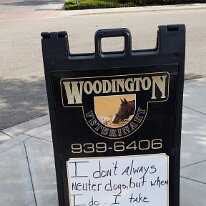 WOODINGTON
VETERINARY
939-6406
I don't always
neuter dogs, but when
I do... I take